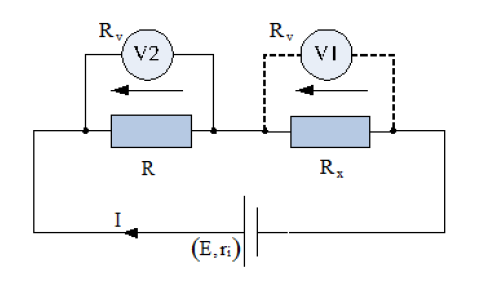 Rv V2 Rv V1
R Rx
I
(E,ri)